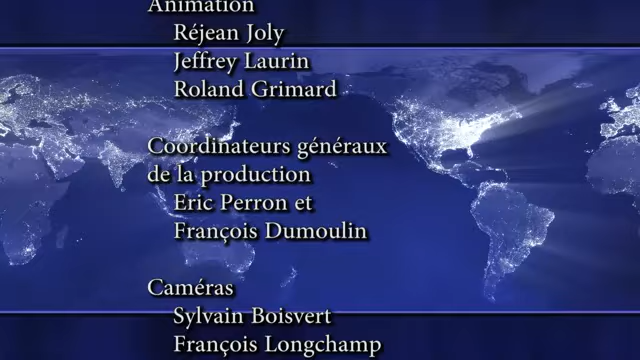 Animation
Réjean Joly
Jeffrey Laurin
Roland Grimard
Coordinateurs généraux
de la production
Eric Perron et
François Dumoulin
Caméras
Sylvain Boisvert
François Longchamp